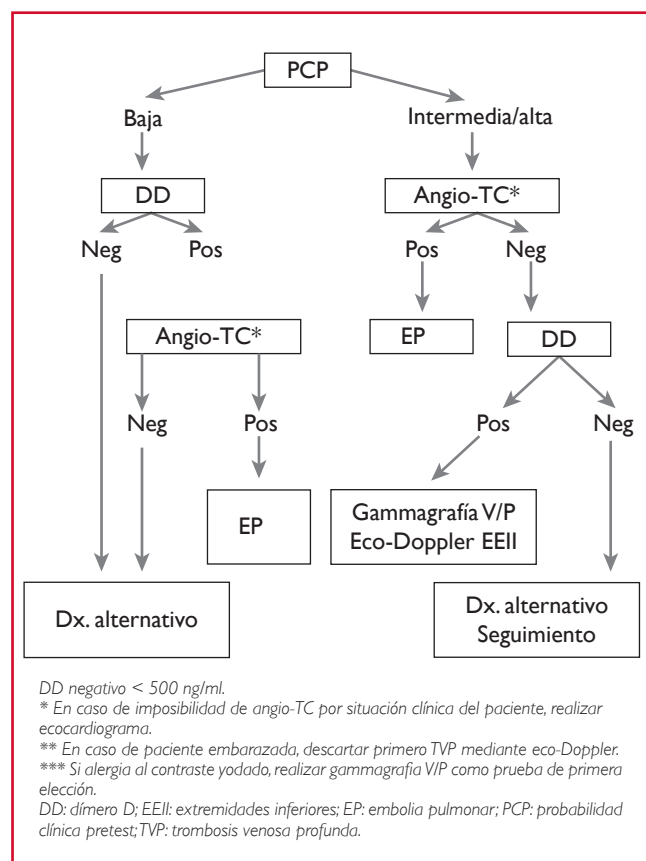 PCP
Baja
Intermedia/alta
DD
Angio-TC*
Neg
Pos
Pos
Neg
Angio-TC*
EP
DD
Neg
Pos
Pos
Neg
EP
Gammagrafía V/P
Eco-Doppler EEII
Dx. alternativo
Dx. alternativo
Seguimiento
DD negativo < 500 ng/ml.
* En caso de imposibilidad de angio-TC por situación clínica del paciente, realizar
ecocardiograma.
** En caso de paciente embarazada, descartar primero TVP mediante eco-Doppler.
*** Si alergia al contraste yodado, realizar gammagrafia V/P como prueba de primera
elección.
DD: dímero D; EEII: extremidades inferiores; EP: embolia pulmonar; PCP: probabilidad
clínica pretest; TVP: trombosis venosa profunda.